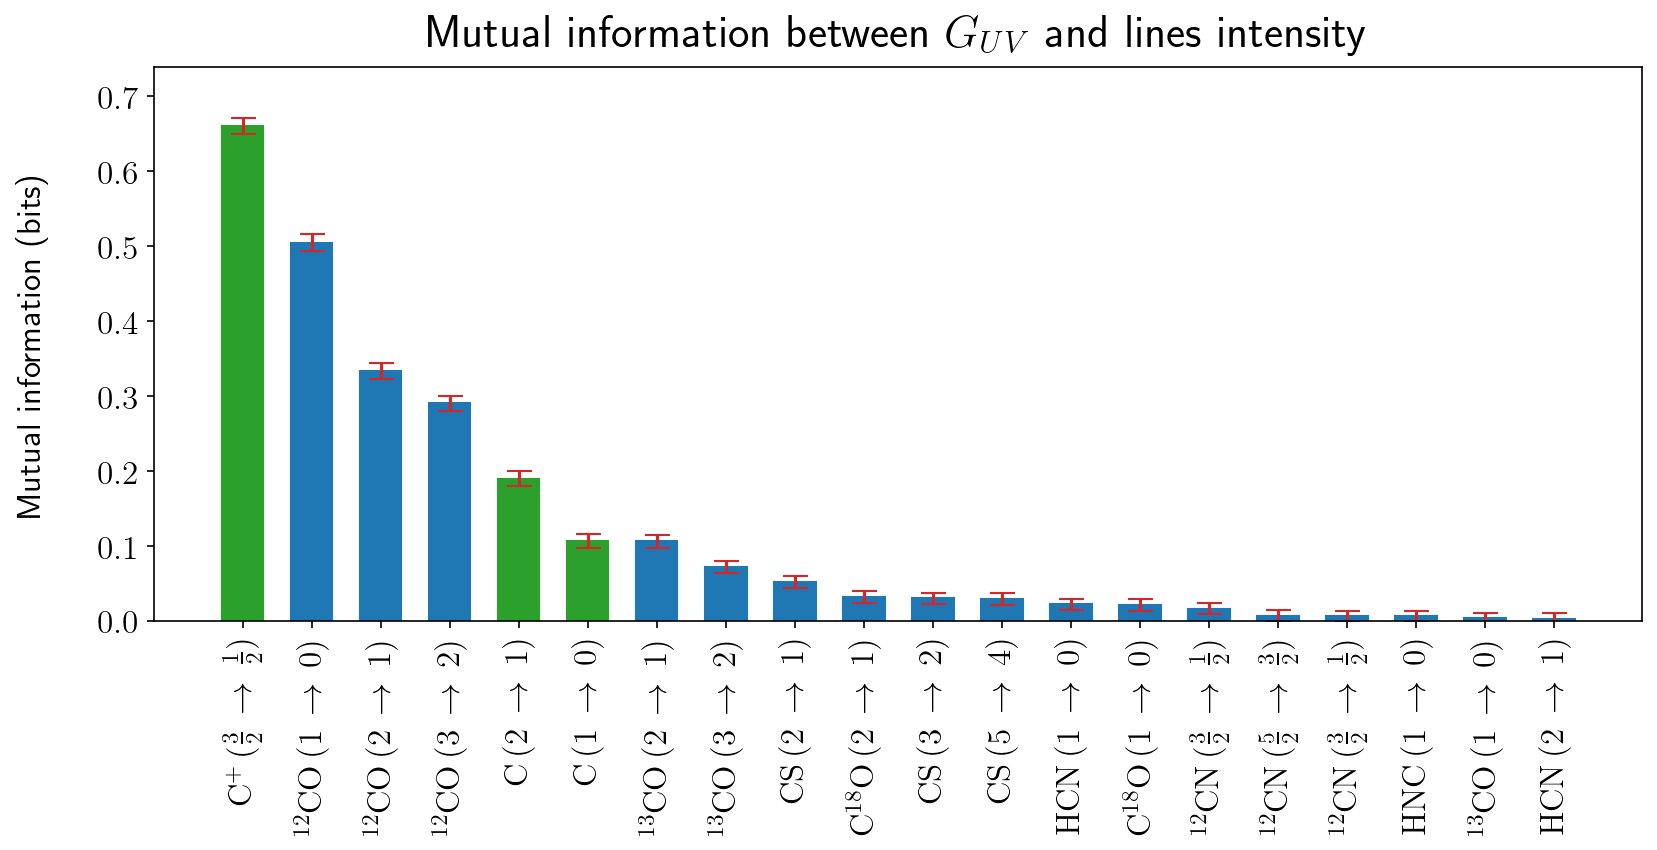 Mutual information between G_{UV} and lines intensity
Mutual information (bits)
0.7
0.6
0.5
0.4
0.3
0.2
0.1
0.0
C⁺ (3/2 → 1/2)
¹²CO (1 → 0)
¹²CO (2 → 1)
¹²CO (3 → 2)
C (2 → 1)
C (1 → 0)
¹³CO (2 → 1)
¹³CO (3 → 2)
CS (2 → 1)
C¹⁸O (2 → 1)
CS (3 → 2)
CS (5 → 4)
HCN (1 → 0)
C¹⁸O (1 → 0)
¹²CN (3/2 → 1/2)
¹²CN (5/2 → 3/2)
¹²CN (3/2 → 1/2)
HNC (1 → 0)
¹³CO (1 → 0)
HCN (2 → 1)